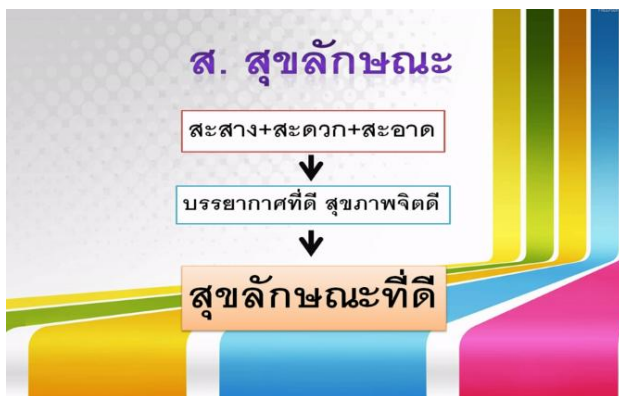 ส. สุขลักษณะ
สะสาง+สะดวก+สะอาด
บรรยากาศที่ดี สุขภาพจิตดี
สุขลักษณะที่ดี